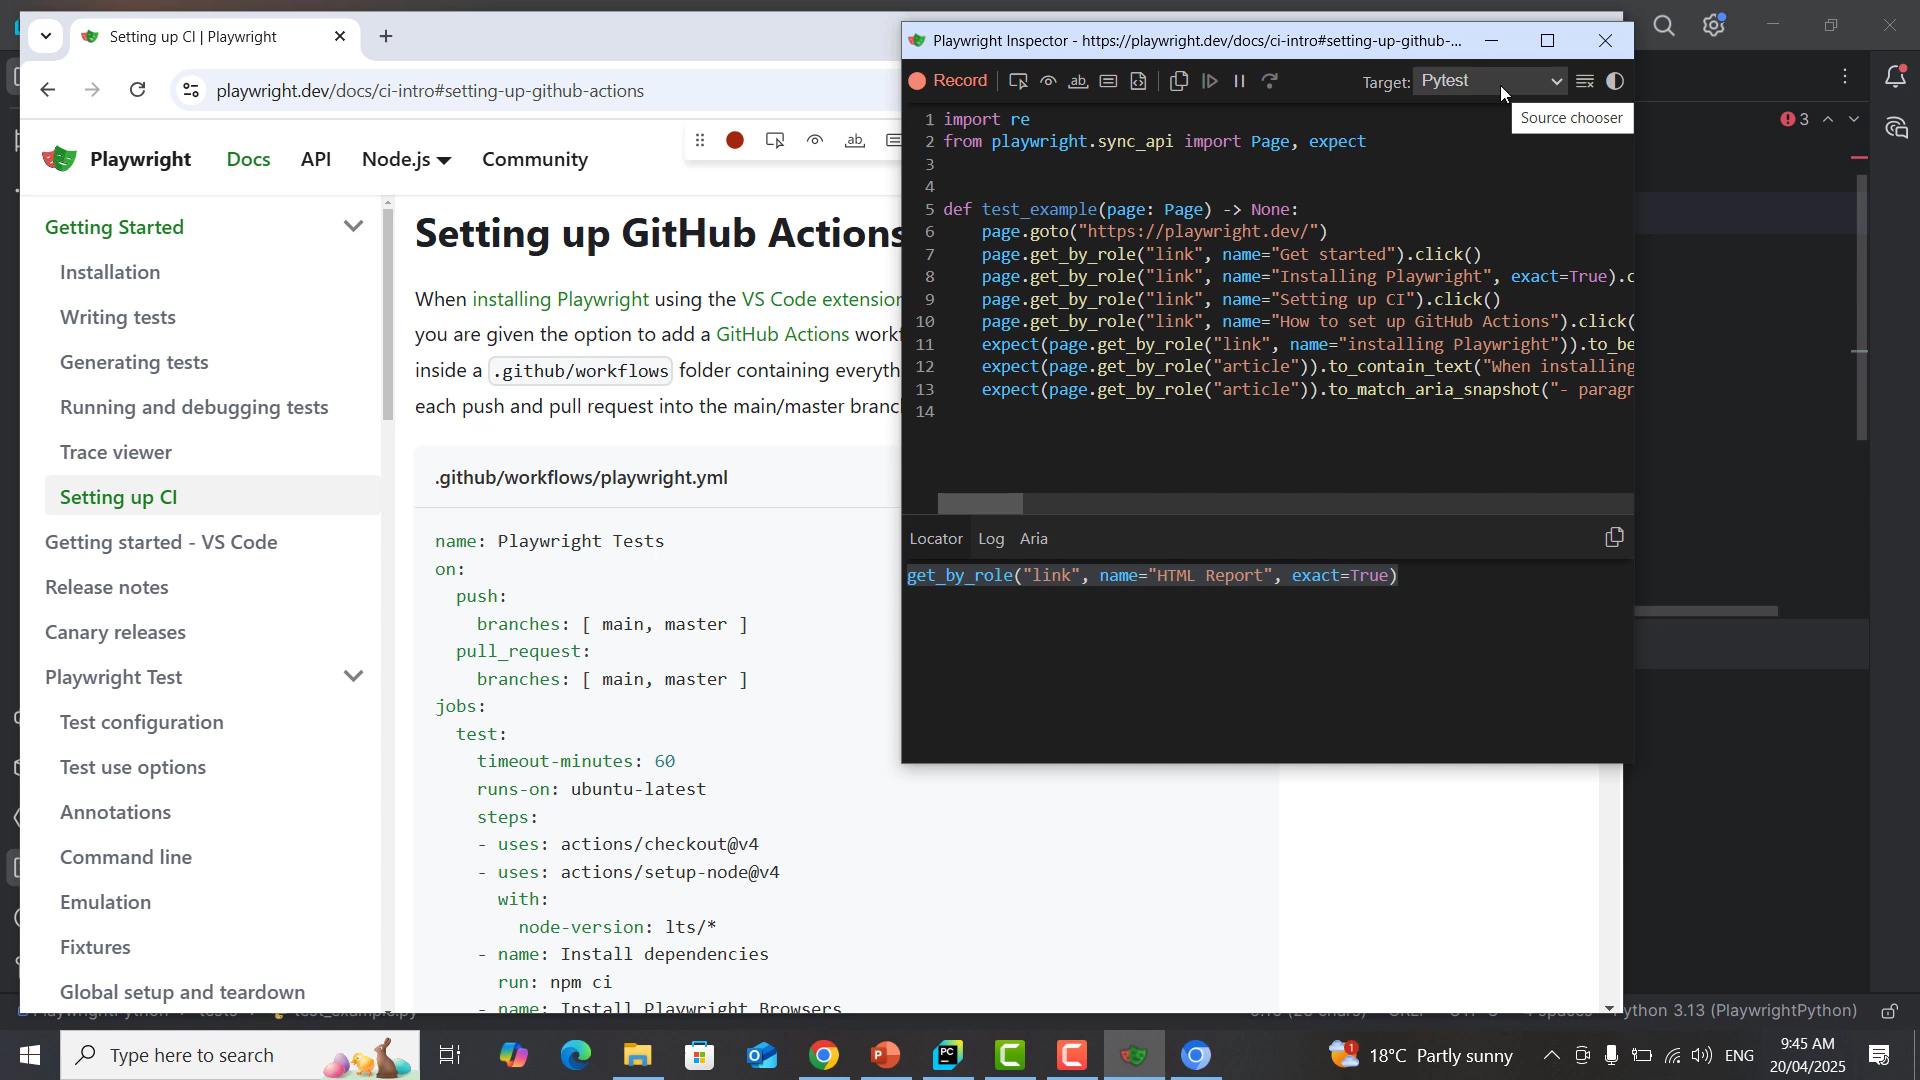 Setting up CI | Playwright
playwright.dev/docs/ci-intro#setting-up-github-actions
Playwright
Docs
API
Node.js
Community
Getting Started
Installation
Writing tests
Generating tests
Running and debugging tests
Trace viewer
Setting up CI
Getting started - VS Code
Release notes
Canary releases
Playwright Test
Test configuration
Test use options
Annotations
Command line
Emulation
Fixtures
Global setup and teardown
Setting up GitHub Actions
When installing Playwright using the VS Code extension
you are given the option to add a GitHub Actions workf
inside a .github/workflows folder containing everyth
each push and pull request into the main/master branc
.github/workflows/playwright.yml
name: Playwright Tests
on:
push:
branches: [ main, master ]
pull_request:
branches: [ main, master ]
jobs:
test:
timeout-minutes: 60
runs-on: ubuntu-latest
steps:
- uses: actions/checkout@v4
- uses: actions/setup-node@v4
with:
node-version: lts/*
- name: Install dependencies
run: npm ci
- name: Install Playwright Browsers
Playwright Inspector - https://playwright.dev/docs/ci-intro#setting-up-github-...
Record
Target: Pytest
Source chooser
1 import re
2 from playwright.sync_api import Page, expect
3
4
5 def test_example(page: Page) -> None:
6 page.goto("https://playwright.dev/")
7 page.get_by_role("link", name="Get started").click()
8 page.get_by_role("link", name="Installing Playwright", exact=True).c
9 page.get_by_role("link", name="Setting up CI").click()
10 page.get_by_role("link", name="How to set up GitHub Actions").click(
11 expect(page.get_by_role("link", name="installing Playwright")).to_be
12 expect(page.get_by_role("article")).to_contain_text("When installing
13 expect(page.get_by_role("article")).to_match_aria_snapshot("- paragr
14
Locator
Log
Aria
get_by_role("link", name="HTML Report", exact=True)
3
ython 3.13 (PlaywrightPython)
Type here to search
18°C Partly sunny
ENG
9:45 AM
20/04/2025